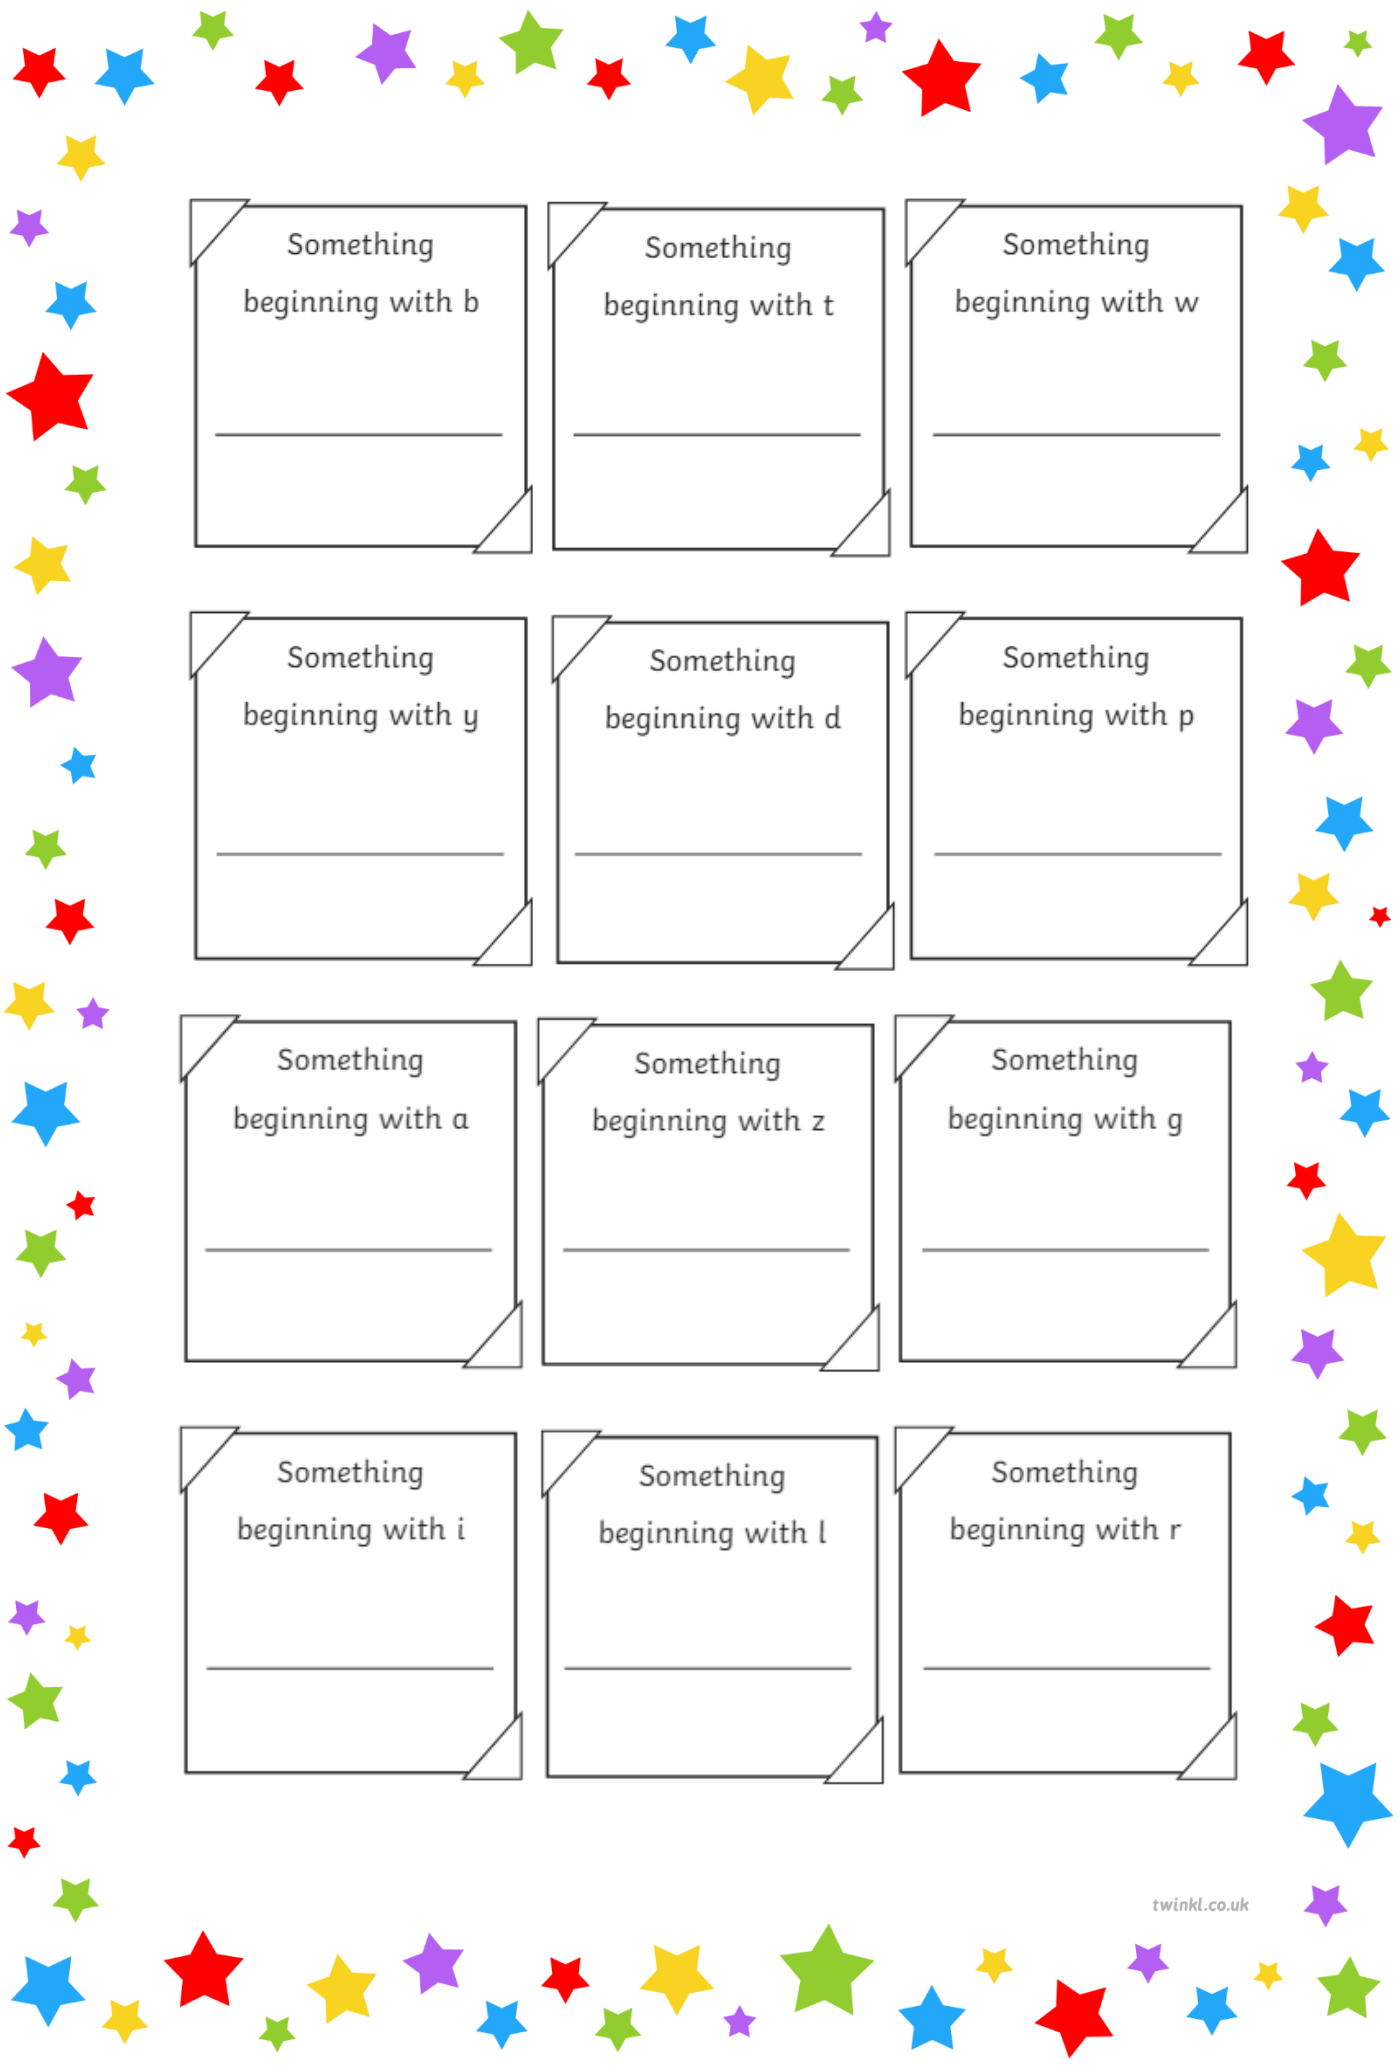 Something
beginning with b
Something
beginning with t
Something
beginning with w
Something
beginning with y
Something
beginning with d
Something
beginning with p
Something
beginning with a
Something
beginning with z
Something
beginning with g
Something
beginning with i
Something
beginning with l
Something
beginning with r
twinkl.co.uk